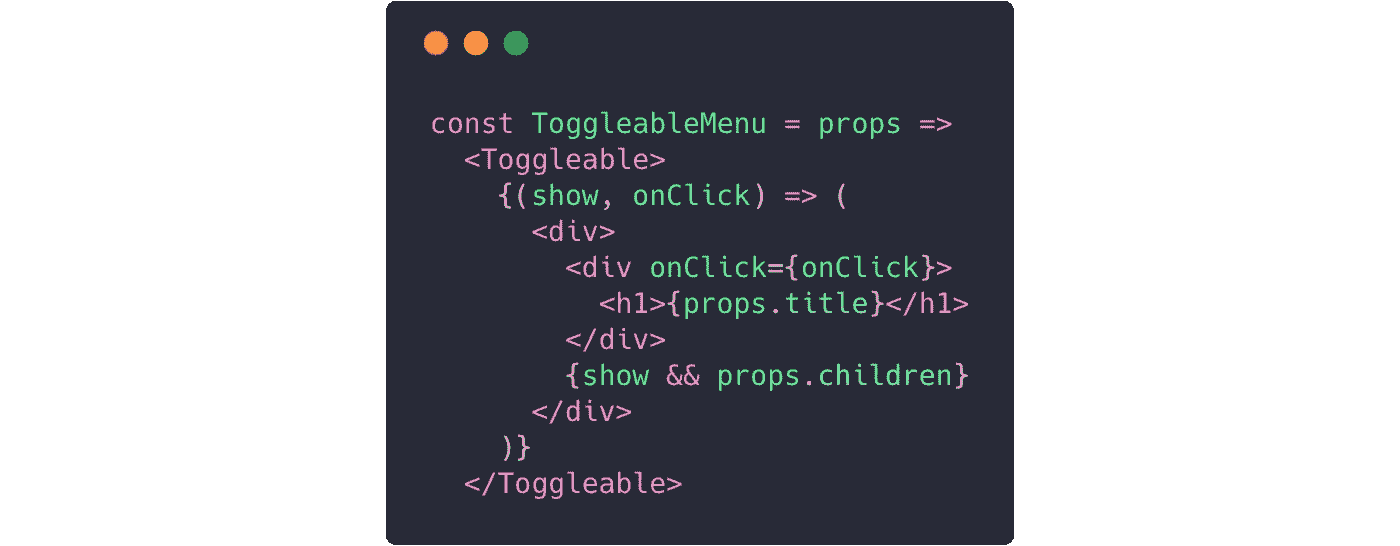 const ToggleableMenu = props =>
  <Toggleable>
    {(show, onClick) => (
      <div>
        <div onClick={onClick}>
          <h1>{props.title}</h1>
        </div>
        {show && props.children}
      </div>
    )}
  </Toggleable>